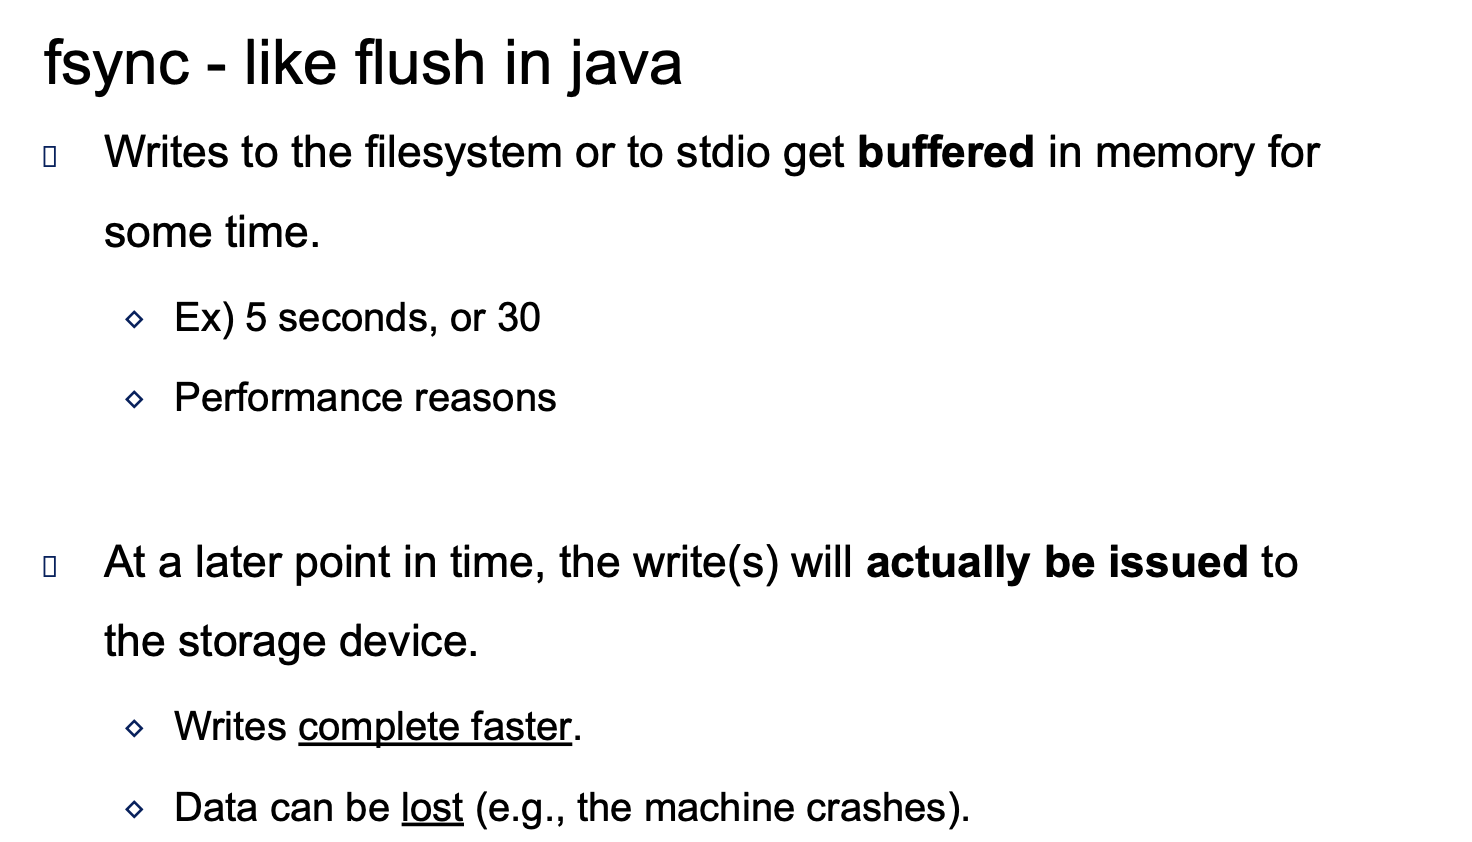 fsync - like flush in java
Writes to the filesystem or to stdio get buffered in memory for
some time.
Ex) 5 seconds, or 30
Performance reasons
At a later point in time, the write(s) will actually be issued to
the storage device.
Writes complete faster.
Data can be lost (e.g., the machine crashes).